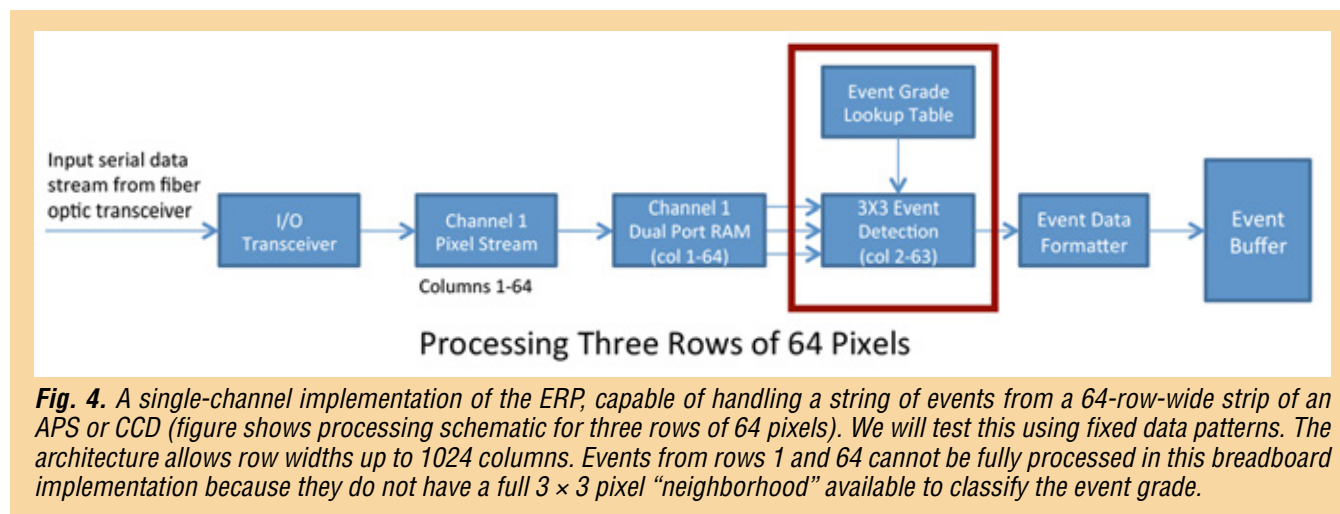 Event Grade
Lookup Table
Input serial data
stream from fiber
optic transceiver
I/O
Transceiver
Channel 1
Pixel Stream
Columns 1-64
Channel 1
Dual Port RAM
(col 1-64)
3X3 Event
Detection
(col 2-63)
Event Data
Formatter
Event
Buffer
Processing Three Rows of 64 Pixels
Fig. 4. A single-channel implementation of the ERP, capable of handling a string of events from a 64-row-wide strip of an
APS or CCD (figure shows processing schematic for three rows of 64 pixels). We will test this using fixed data patterns. The
architecture allows row widths up to 1024 columns. Events from rows 1 and 64 cannot be fully processed in this breadboard
implementation because they do not have a full 3 × 3 pixel “neighborhood” available to classify the event grade.